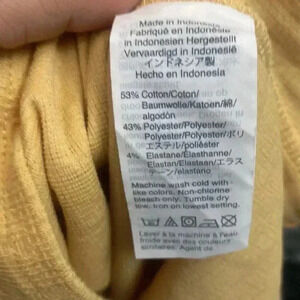 Made in Indonesia/
Fabriqué en Indonésie/
in Indonesien Hergestellt
Vervaardigd in Indonesië/
インドネシア製/
Hecho en Indonesia
53% Cotton/Coton/
Baumwolle/Katoen/綿/
algodón
43% Polyester/Polyester/
Polyester/Polyester/ポリ
エステル/poliéster
4% Elastane/Élasthanne/
Elastan/Elastaan/エラス
テーン/elastano
Machine wash cold with
like colors. Non-chlorine
bleach only. Tumble dry
low. Iron on lowest setting.
Laver à la machine à l'eau
froide avec des couleurs
similaires. Agent de